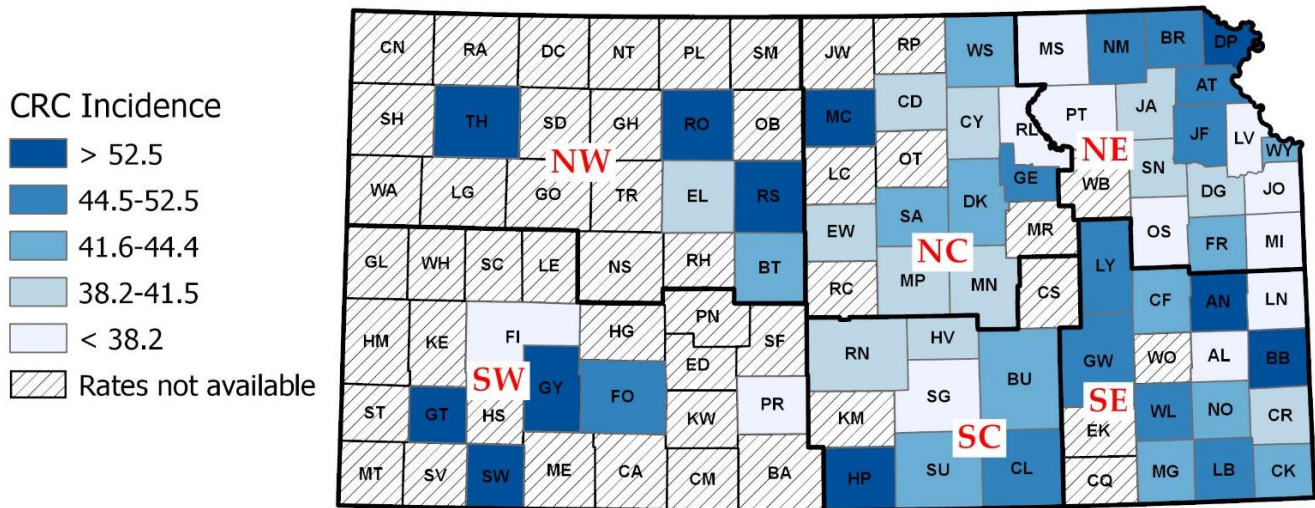 CRC Incidence
> 52.5
44.5-52.5
41.6-44.4
38.2-41.5
< 38.2
Rates not available
CN RA DC NT PL SM JW RP WS MS NM BR DP
SH TH SD GH RO OB MC CD CY RL PT JA AT
NW
NE
JF LV WY
WA LG GO TR EL RS LC OT GE WB SN DG JO
EW SA DK MR OS FR MI
NC
GL WH SC LE NS RH BT RC MP MN CS LY CF AN LN
HM KE FI HG PN SF ED RN HV BU GW WO AL BB
SW
SE
ST GT HS GY FO KW PR KM SG EK WL NO CR
SC
MT SV SW ME CA CM BA HP SU CL CQ MG LB CK